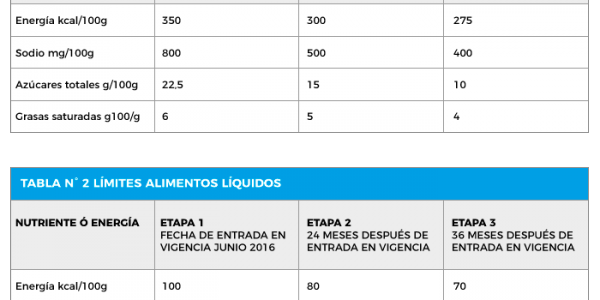 Energía kcal/100g 350 300 275
Sodio mg/100g 800 500 400
Azúcares totales g/100g 22,5 15 10
Grasas saturadas g100/g 6 5 4
TABLA N° 2 LÍMITES ALIMENTOS LÍQUIDOS
NUTRIENTE Ó ENERGÍA ETAPA 1 ETAPA 2 ETAPA 3
FECHA DE ENTRADA EN 24 MESES DESPUÉS DE 36 MESES DESPUÉS DE
VIGENCIA JUNIO 2016 ENTRADA EN VIGENCIA ENTRADA EN VIGENCIA
Energía kcal/100g 100 80 70